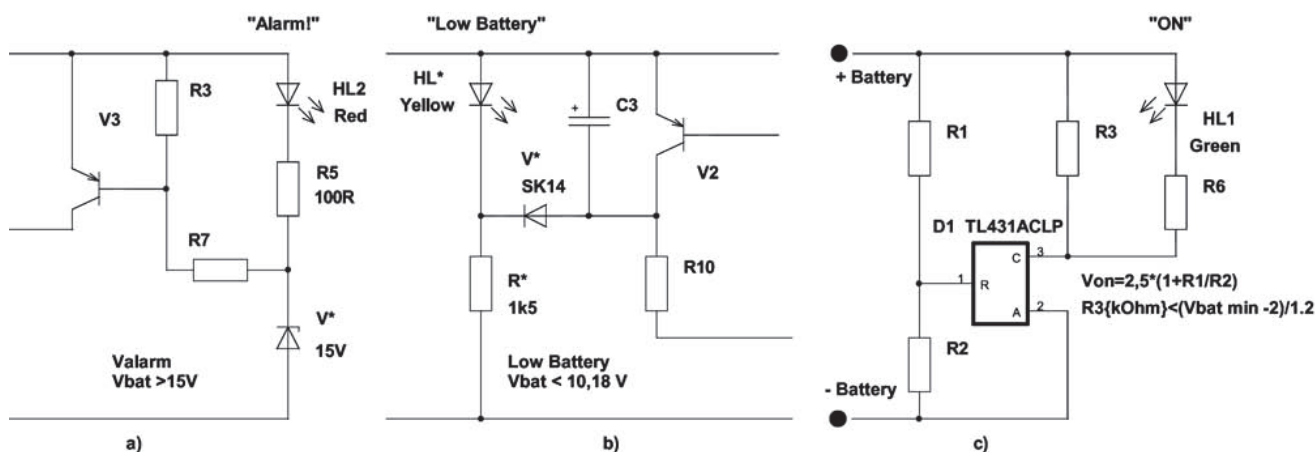 "Alarm!"
R3
HL2
Red
V3
R5
100R
R7
V*
15V
Valarm
Vbat >15V
a)
"Low Battery"
HL*
Yellow
+
C3
V*
SK14
V2
R*
1k5
R10
Low Battery
Vbat < 10,18 V
b)
"ON"
+ Battery
R1
R3
HL1
Green
R6
D1 TL431ACLP
C
3
1
R
A
2
Von=2,5*(1+R1/R2)
R3{kOhm}<(Vbat min -2)/1.2
R2
- Battery
c)